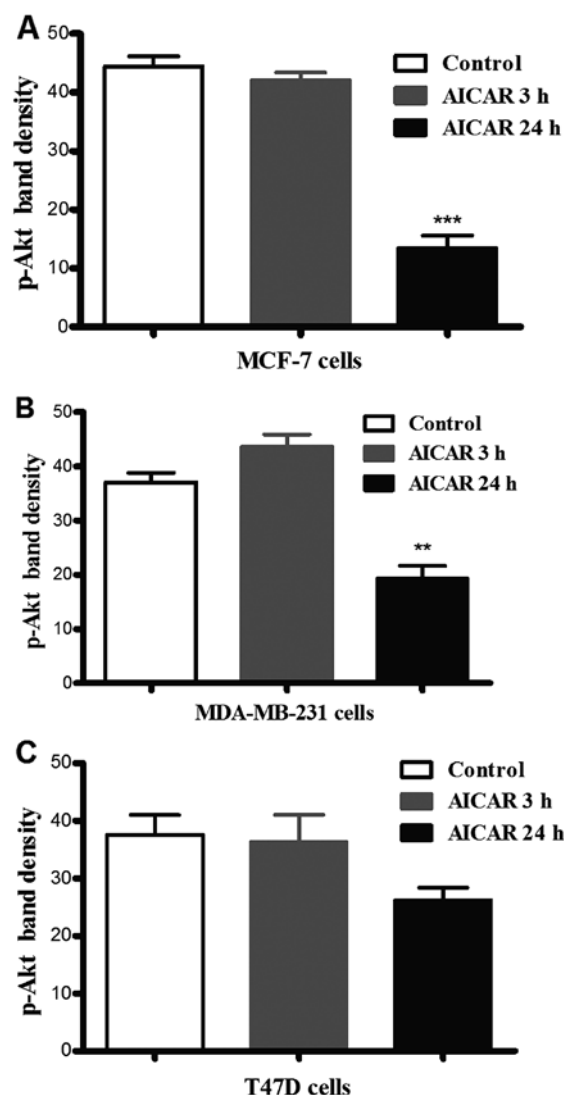 A
50
40
30
20
10
0
p-Akt band density
Control
AICAR 3 h
AICAR 24 h
***
MCF-7 cells
B
50
40
30
20
10
0
p-Akt band density
Control
AICAR 3 h
AICAR 24 h
**
MDA-MB-231 cells
C
50
40
30
20
10
0
p-Akt band density
Control
AICAR 3 h
AICAR 24 h
T47D cells